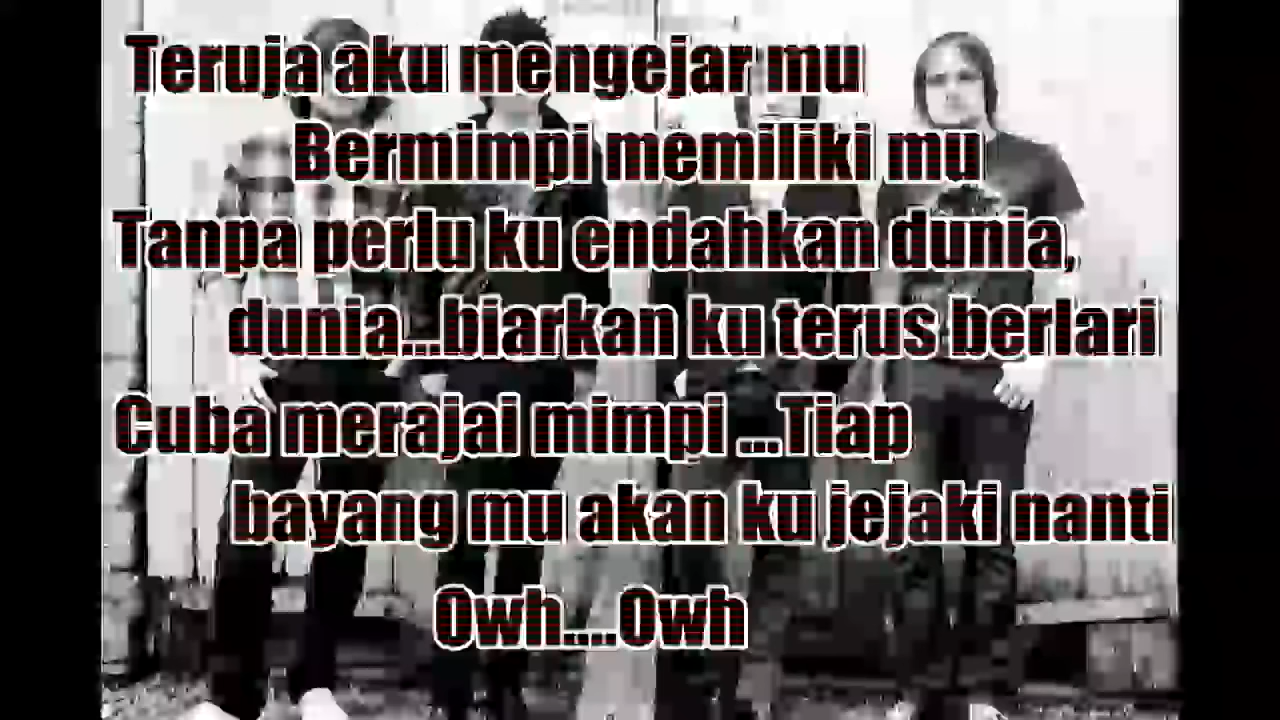 Teruja aku mengejar mu
Bermimpi memiliki mu
Tanpa perlu ku endahkan dunia,
dunia...biarkan ku terus berlari
Cuba merajai mimpi ...Tiap
bayang mu akan ku jejaki nanti
Owh....Owh